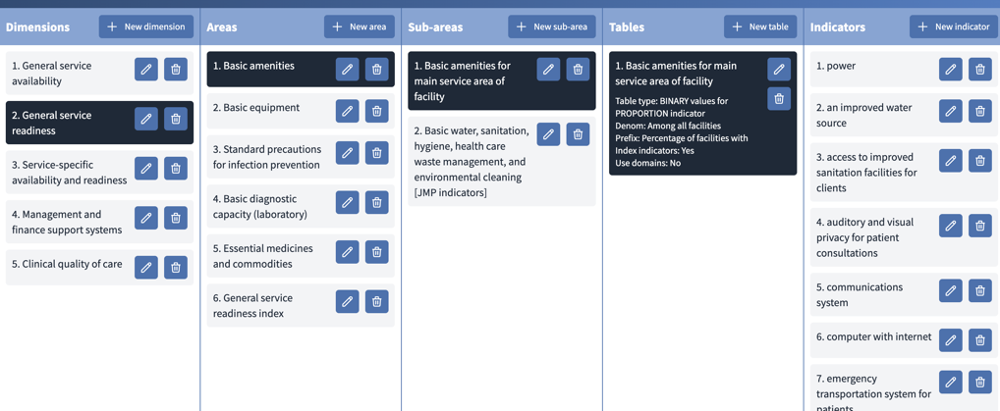 Dimensions
New dimension
1. General service
availability
2. General service
readiness
3. Service-specific
availability and readiness
4. Management and
finance support systems
5. Clinical quality of care
Areas
New area
1. Basic amenities
2. Basic equipment
3. Standard precautions
for infection prevention
4. Basic diagnostic
capacity (laboratory)
5. Essential medicines
and commodities
6. General service
readiness index
Sub-areas
New sub-area
1. Basic amenities for
main service area of
facility
2. Basic water, sanitation,
hygiene, health care
waste management, and
environmental cleaning
[JMP indicators]
Tables
New table
1. Basic amenities for main
service area of facility
Table type: BINARY values for
PROPORTION indicator
Denom: Among all facilities
Prefix: Percentage of facilities with
Index indicators: Yes
Use domains: No
Indicators
New indicator
1. power
2. an improved water
source
3. access to improved
sanitation facilities for
clients
4. auditory and visual
privacy for patient
consultations
5. communications
system
6. computer with internet
7. emergency
transportation system for
patients